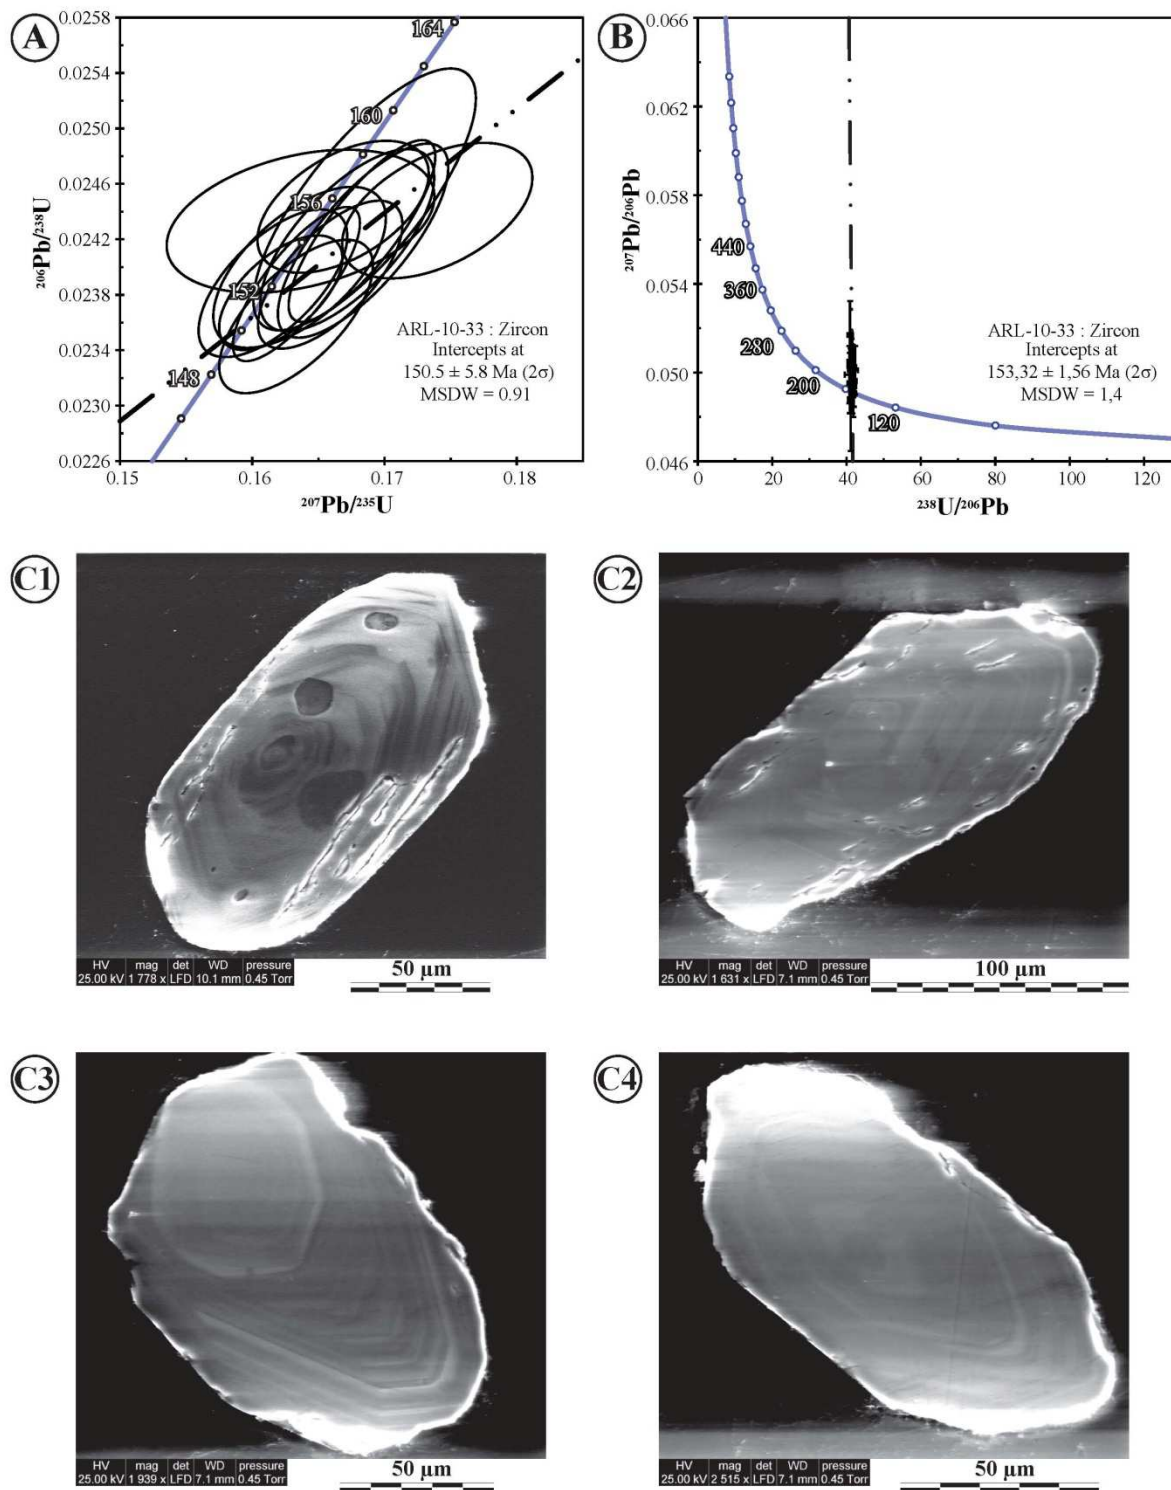 A
0.0258
0.0254
0.0250
0.0246
0.0242
0.0238
0.0234
0.0230
0.0226
206Pb/238U
164
160
156
152
148
ARL-10-33 : Zircon
Intercepts at
150.5 ± 5.8 Ma (2σ)
MSDW = 0.91
0.15 0.16 0.17 0.18
207Pb/235U
B
0.066
0.062
0.058
0.054
0.050
0.046
207Pb/206Pb
440
360
280
200
120
ARL-10-33 : Zircon
Intercepts at
153,32 ± 1,56 Ma (2σ)
MSDW = 1,4
0 20 40 60 80 100 120
238U/206Pb
C1
HV mag det WD pressure
25.00 kV 1 778 x LFD 10.1 mm 0.45 Torr
50 µm
C2
HV mag det WD pressure
25.00 kV 1 631 x LFD 7.1 mm 0.45 Torr
100 µm
C3
HV mag det WD pressure
25.00 kV 1 939 x LFD 7.1 mm 0.45 Torr
50 µm
C4
HV mag det WD pressure
25.00 kV 2 515 x LFD 7.1 mm 0.45 Torr
50 µm